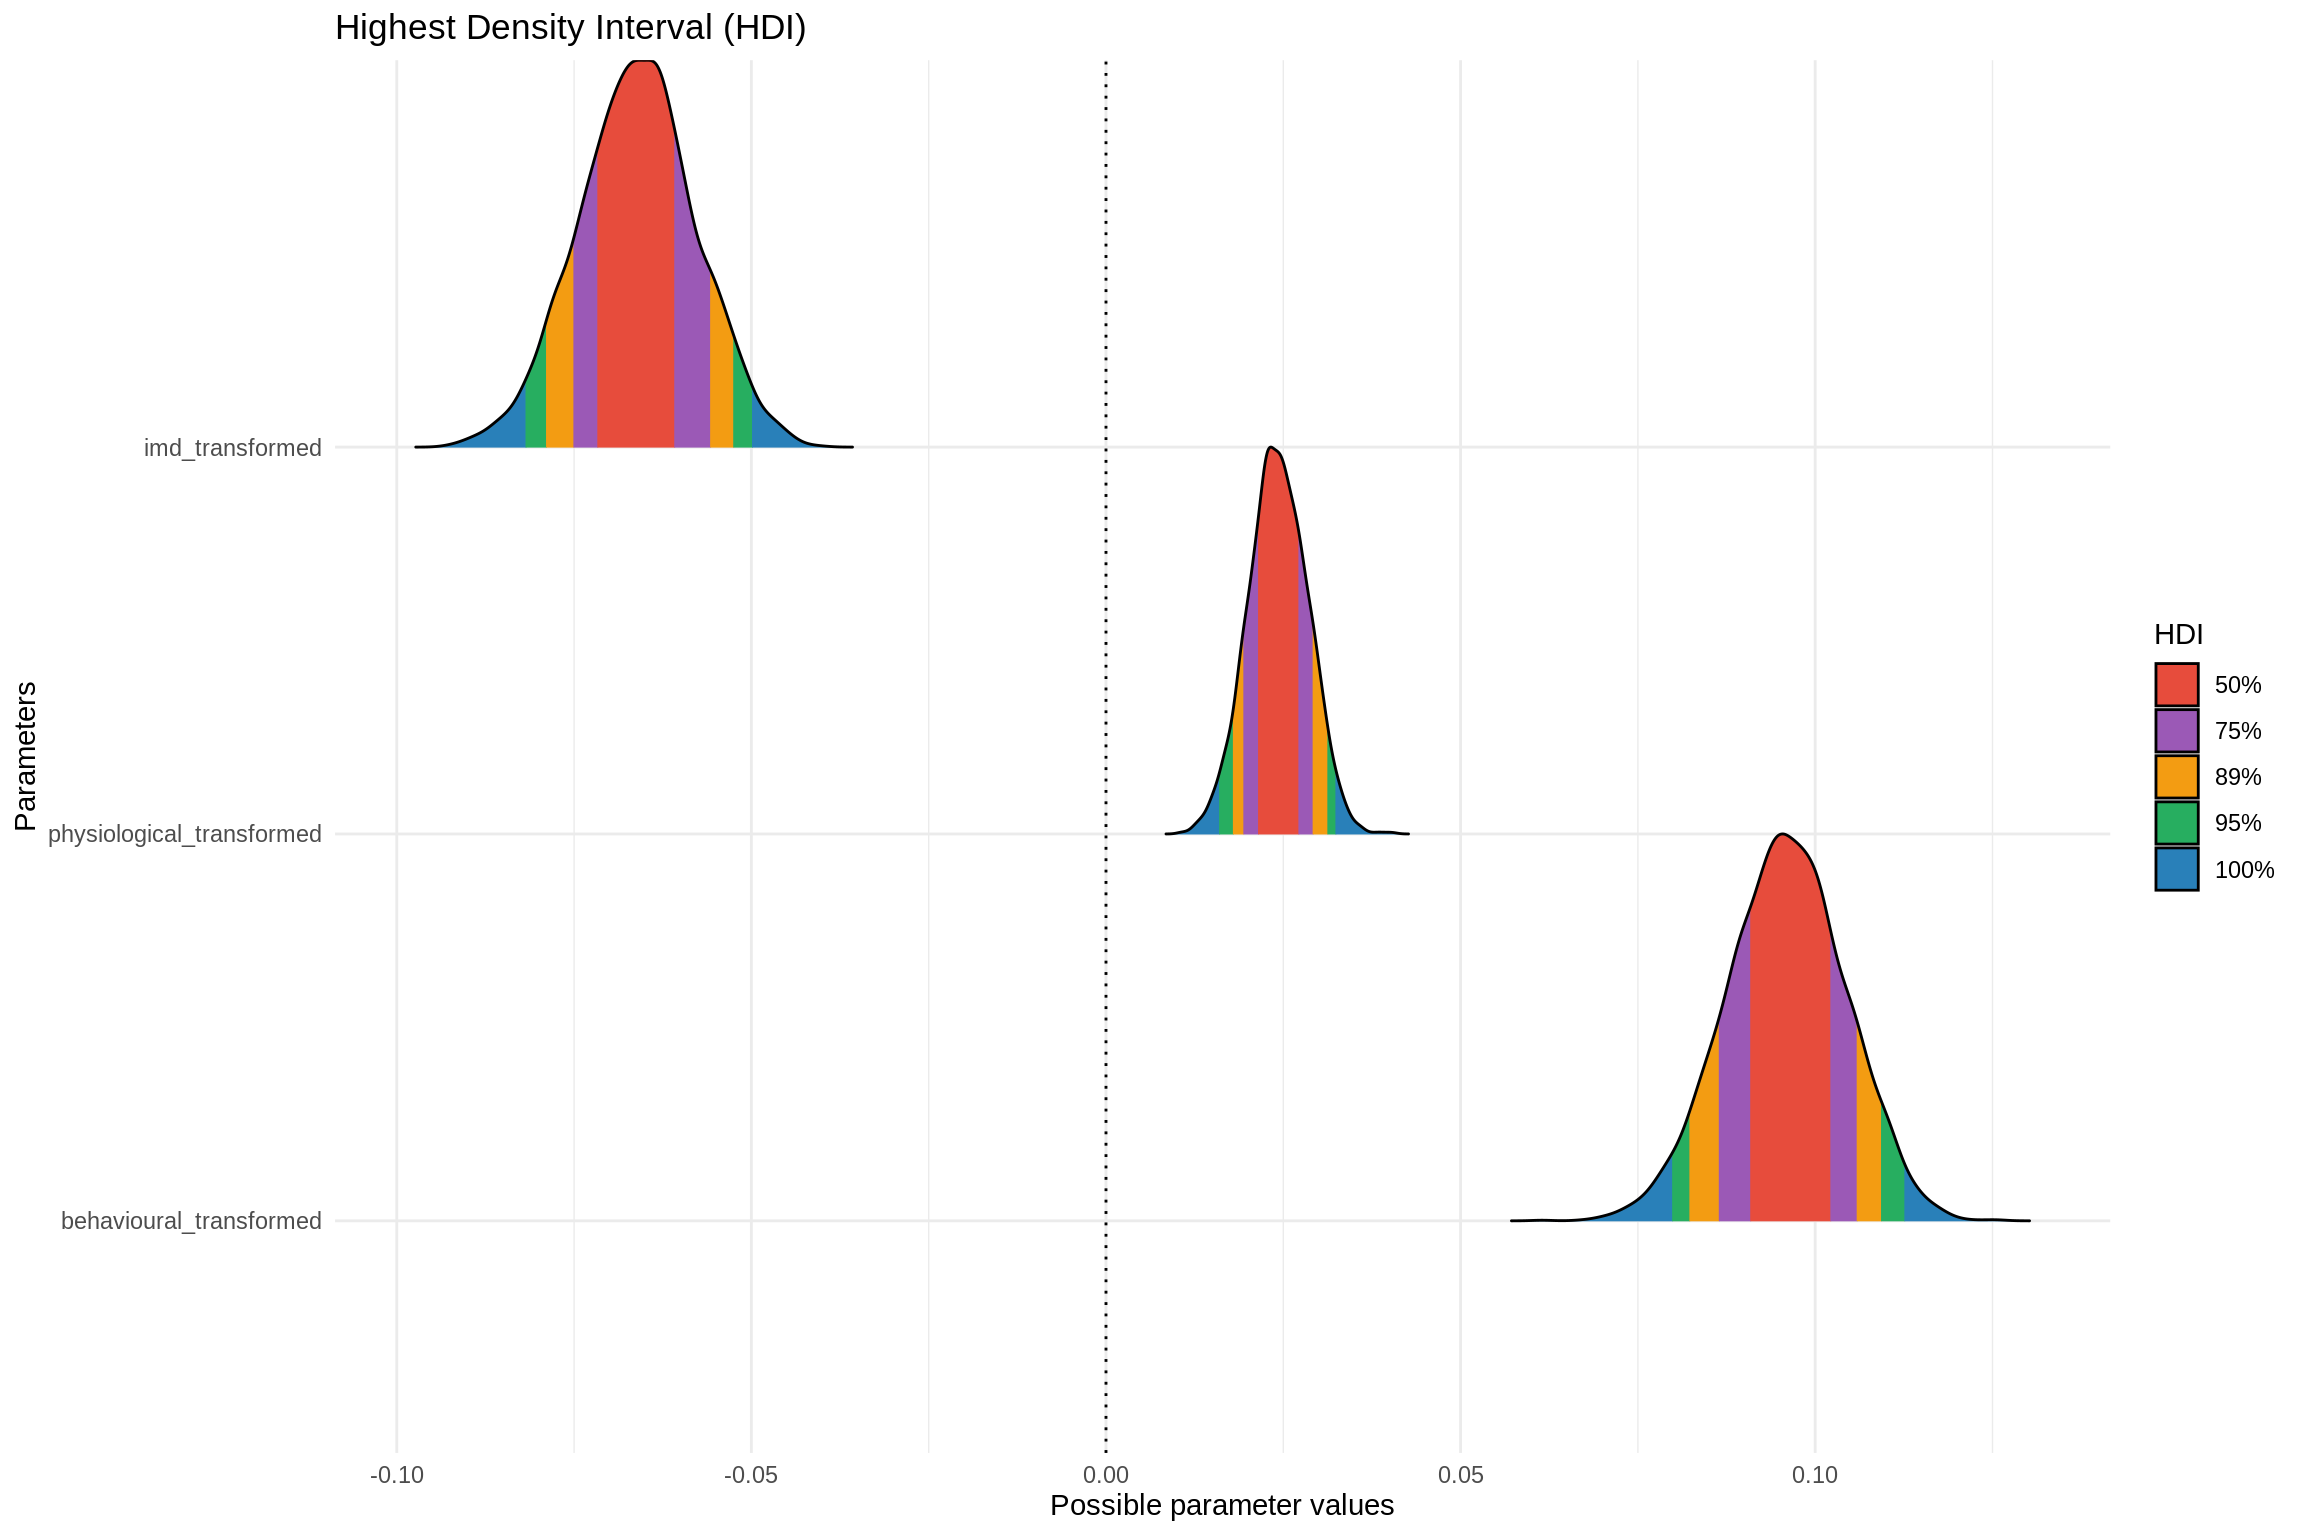 Highest Density Interval (HDI)
Parameters
imd_transformed
physiological_transformed
behavioural_transformed
-0.10
-0.05
0.00
0.05
0.10
Possible parameter values
HDI
50%
75%
89%
95%
100%